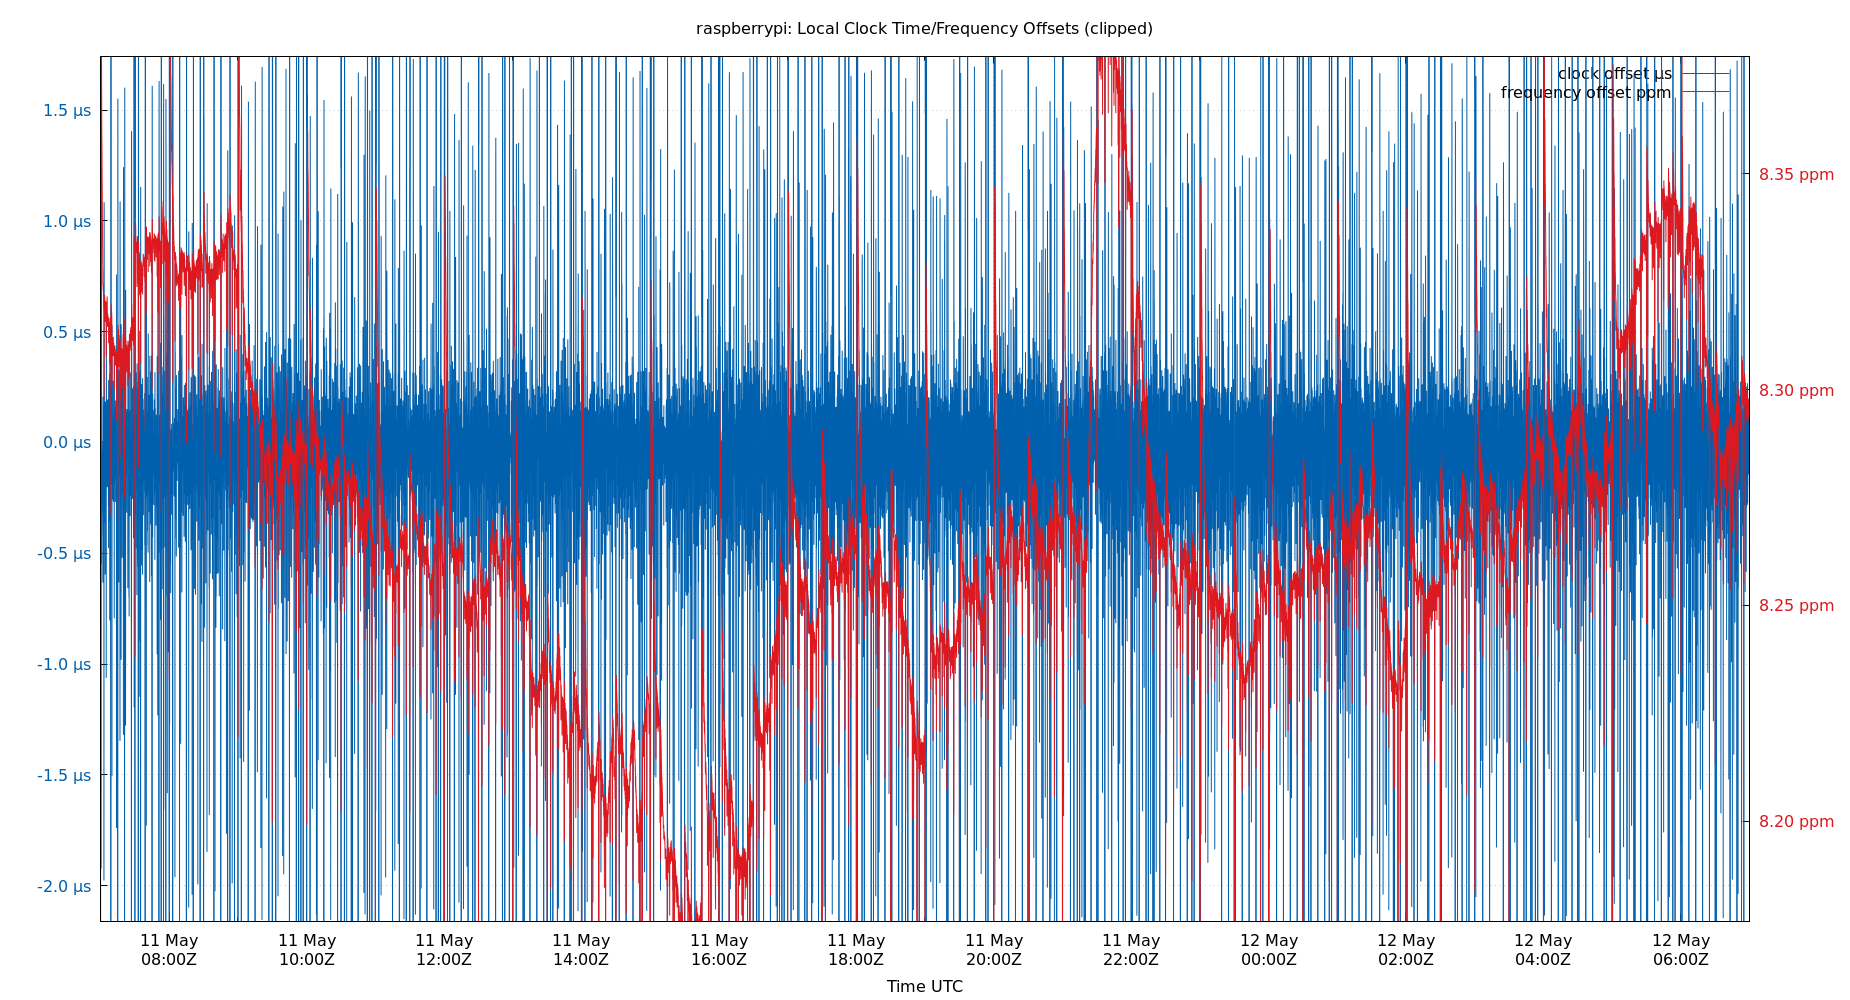 raspberrypi: Local Clock Time/Frequency Offsets (clipped)
clock offset µs
frequency offset ppm
1.5 µs
1.0 µs
0.5 µs
0.0 µs
-0.5 µs
-1.0 µs
-1.5 µs
-2.0 µs
8.35 ppm
8.30 ppm
8.25 ppm
8.20 ppm
11 May 11 May 11 May 11 May 11 May 11 May 11 May 11 May 12 May 12 May 12 May 12 May
08:00Z 10:00Z 12:00Z 14:00Z 16:00Z 18:00Z 20:00Z 22:00Z 00:00Z 02:00Z 04:00Z 06:00Z
Time UTC